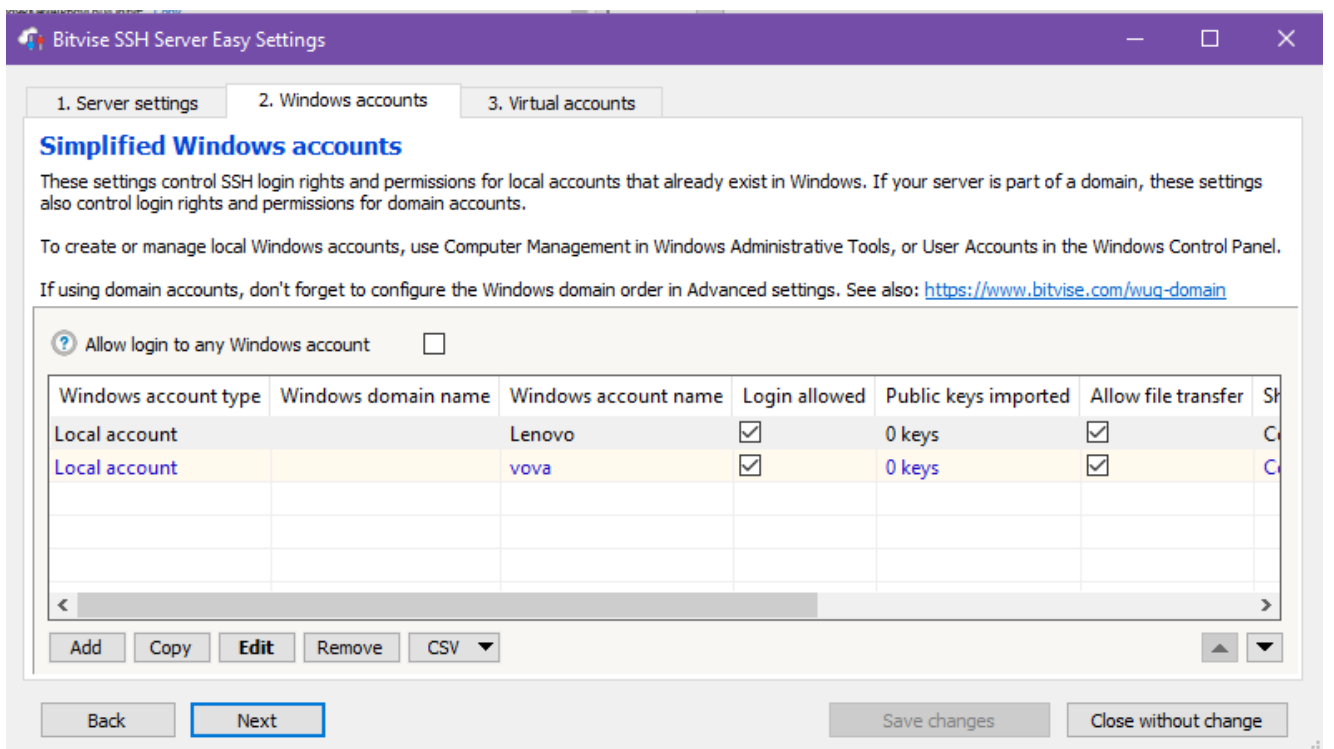 Bitvise SSH Server Easy Settings
1. Server settings 2. Windows accounts 3. Virtual accounts
Simplified Windows accounts
These settings control SSH login rights and permissions for local accounts that already exist in Windows. If your server is part of a domain, these settings
also control login rights and permissions for domain accounts.
To create or manage local Windows accounts, use Computer Management in Windows Administrative Tools, or User Accounts in the Windows Control Panel.
If using domain accounts, don't forget to configure the Windows domain order in Advanced settings. See also: https://www.bitvise.com/wug-domain
Allow login to any Windows account
Windows account type Windows domain name Windows account name Login allowed Public keys imported Allow file transfer
Local account Lenovo 0 keys
Local account vova 0 keys
Add Copy Edit Remove CSV
Back Next Save changes Close without change